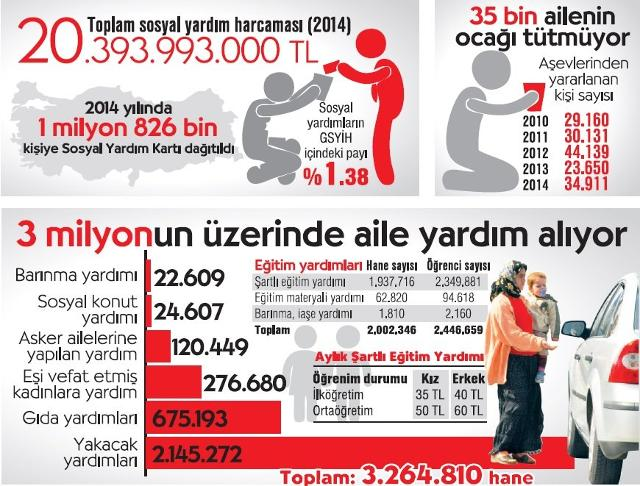 Toplam sosyal yardım harcaması (2014)
20.393.993.000 TL
2014 yılında
1 milyon 826 bin
kişiye Sosyal Yardım Kartı dağıtıldı
Sosyal
yardımların
GSYİH
içindeki payı
%1.38
35 bin ailenin
ocağı tütmüyor
Aşevlerinden
yararlanan
kişi sayısı
2010 29.160
2011 30.131
2012 44.139
2013 23.650
2014 34.911
3 milyonun üzerinde aile yardım alıyor
Barınma yardımı 22.609
Sosyal konut
yardımı 24.607
Asker ailelerine
yapılan yardım 120.449
Eşi vefat etmiş
kadınlara yardım 276.680
Gıda yardımları 675.193
Yakacak
yardımları 2.145.272
Eğitim yardımları Hane sayısı Öğrenci sayısı
Şartlı eğitim yardımı 1,937,716 2,349,881
Eğitim materyali yardımı 62.820 94.618
Barınma, iaşe yardımı 1.810 2.160
Toplam 2,002,346 2,446,659
Aylık Şartlı Eğitim Yardımı
Öğrenim durumu Kız Erkek
İlköğretim 35 TL 40 TL
Ortaöğretim 50 TL 60 TL
Toplam: 3.264.810 hane